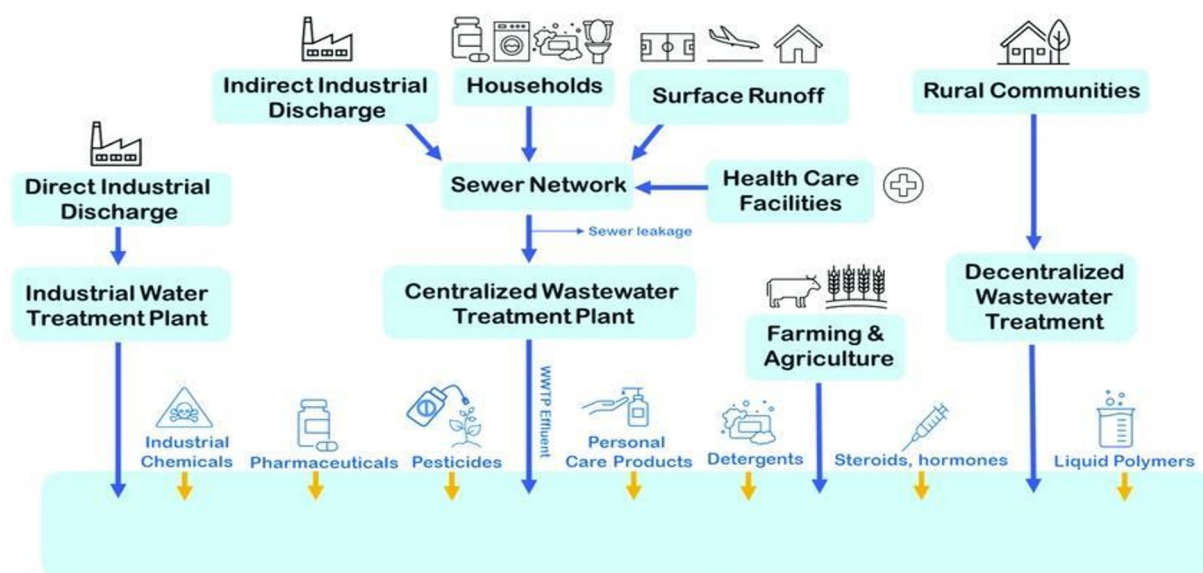 Indirect Industrial
Discharge
Households
Surface Runoff
Rural Communities
Direct Industrial
Discharge
Sewer Network
Health Care
Facilities
Sewer leakage
Industrial Water
Treatment Plant
Centralized Wastewater
Treatment Plant
Farming &
Agriculture
Decentralized
Wastewater
Treatment
WWTP Effluent
Industrial
Chemicals
Pharmaceuticals
Pesticides
Personal
Care Products
Detergents
Steroids, hormones
Liquid Polymers